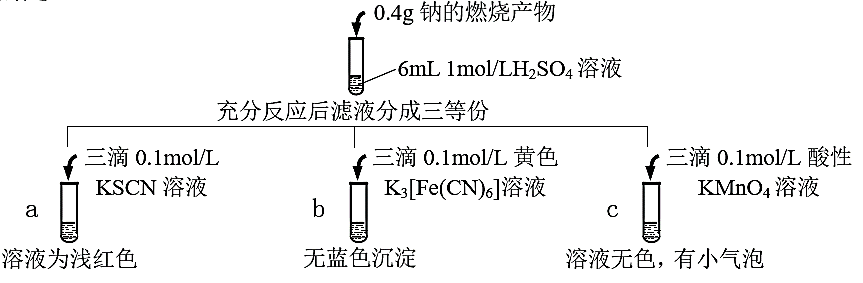 0.4g 钠的燃烧产物
6mL 1mol/LH₂SO₄ 溶液
充分反应后滤液分成三等份
三滴 0.1mol/L
KSCN 溶液
三滴 0.1mol/L 黄色
K₃[Fe(CN)₆]溶液
三滴 0.1mol/L 酸性
KMnO₄ 溶液
a
b
c
溶液为浅红色
无蓝色沉淀
溶液无色，有小气泡